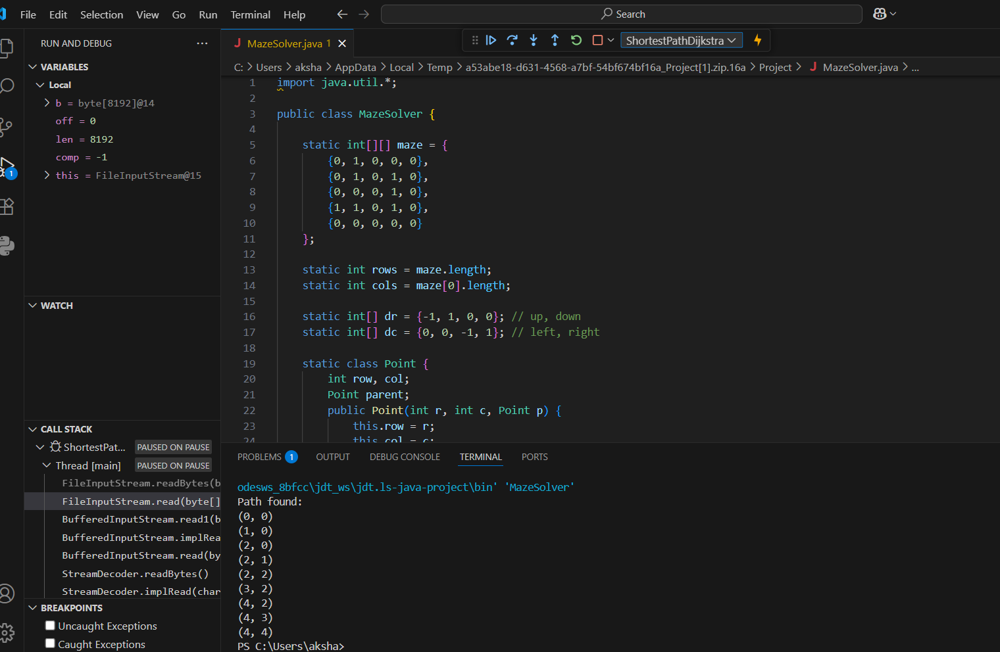 File Edit Selection View Go Run Terminal Help Search
RUN AND DEBUG ...
MazeSolver.java 1
ShortestPathDijkstra
C: > Users > aksha > AppData > Local > Temp > a53abe18-d631-4568-a7bf-54bf674bf16a_Project[1].zip.16a > Project > J MazeSolver.java > ...
VARIABLES
Local
b = byte[8192]@14
off = 0
len = 8192
comp = -1
this = FileInputStream@15
WATCH
CALL STACK
ShortestPat... PAUSED ON PAUSE
Thread [main] PAUSED ON PAUSE
FileInputStream.readBytes(b
FileInputStream.read(byte[]
BufferedInputStream.read1(b
BufferedInputStream.implRea
BufferedInputStream.read(by
StreamDecoder.readBytes()
StreamDecoder.implRead(char
BREAKPOINTS
Uncaught Exceptions
Caught Exceptions
1
1 import java.util.*;
2
3 public class MazeSolver {
4
5 static int[][] maze = {
6 {0, 1, 0, 0, 0},
7 {0, 1, 0, 1, 0},
8 {0, 0, 0, 1, 0},
9 {1, 1, 0, 1, 0},
10 {0, 0, 0, 0, 0}
11 };
12
13 static int rows = maze.length;
14 static int cols = maze[0].length;
15
16 static int[] dr = {-1, 1, 0, 0}; // up, down
17 static int[] dc = {0, 0, -1, 1}; // left, right
18
19 static class Point {
20 int row, col;
21 Point parent;
22 public Point(int r, int c, Point p) {
23 this.row = r;
24 this.col = c;
PROBLEMS 1 OUTPUT DEBUG CONSOLE TERMINAL PORTS
odesws_8bfcc\jdt_ws\jdt.ls-java-project\bin' 'MazeSolver'
Path found:
(0, 0)
(1, 0)
(2, 0)
(2, 1)
(2, 2)
(3, 2)
(4, 2)
(4, 3)
(4, 4)
PS C:\Users\aksha>